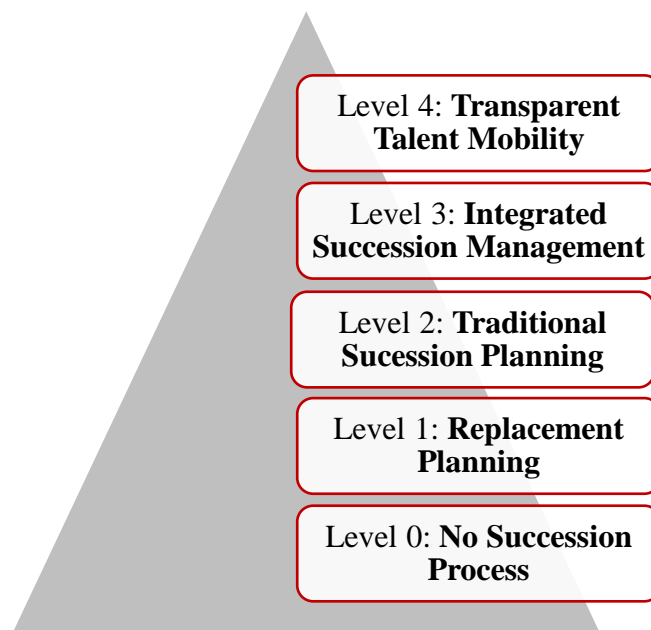 Level 4: Transparent
Talent Mobility
Level 3: Integrated
Succession Management
Level 2: Traditional
Sucession Planning
Level 1: Replacement
Planning
Level 0: No Succession
Process